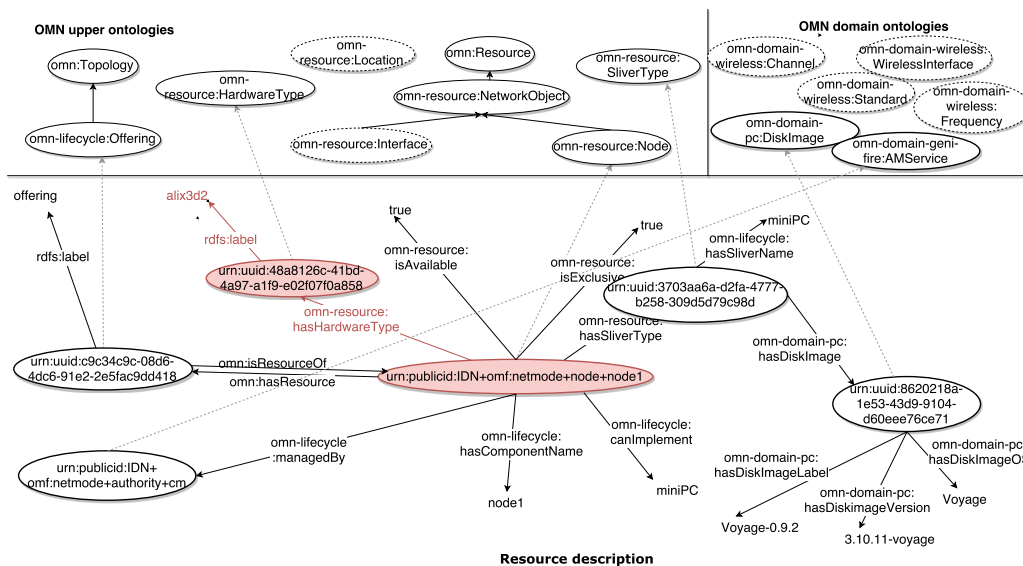 OMN upper ontologies
OMN domain ontologies
omn:Topology
omn-
resource:HardwareType
omn-
resource:Location
omn:Resource
omn-resource:NetworkObject
omn-resource:
SliverType
omn-domain-
wireless:Channel
omn-domain-wireless:
WirelessInterface
omn-domain-
wireless:Standard
omn-domain-
wireless:
Frequency
omn-lifecycle:Offering
omn-resource:Interface
omn-resource:Node
omn-domain-
pc:DiskImage
omn-domain-geni-
fire:AMService
offering
alix3d2
true
true
miniPC
rdfs:label
rdfs:label
omn-resource:
isAvailable
omn-resource:
isExclusive
omn-lifecycle:
hasSliverName
urn:uuid:48a8126c-41bd-
4a97-a1f9-e02f07f0a858
urn:uuid:3703aa6a-d2fa-4777-
b258-309d5d79c98d
omn-resource:
hasHardwareType
omn-resource:
hasSliverType
omn-domain-pc:
hasDiskImage
urn:uuid:c9c34c9c-08d6-
4dc6-91e2-2e5fac9dd418
omn:isResourceOf
omn:hasResource
urn:publicid:IDN+omf:netmode+node+node1
urn:uuid:8620218a-
1e53-43d9-9104-
d60eee76ce71
omn-lifecycle
:managedBy
omn-lifecycle:
hasComponentName
omn-lifecycle:
canImplement
urn:publicid:IDN+
omf:netmode+authority+cm
node1
miniPC
omn-domain-pc:
hasDiskImageLabel
omn-domain-pc:
hasDiskimageVersion
omn-domain-pc:
hasDiskImageOS
Voyage-0.9.2
3.10.11-voyage
Voyage
Resource description